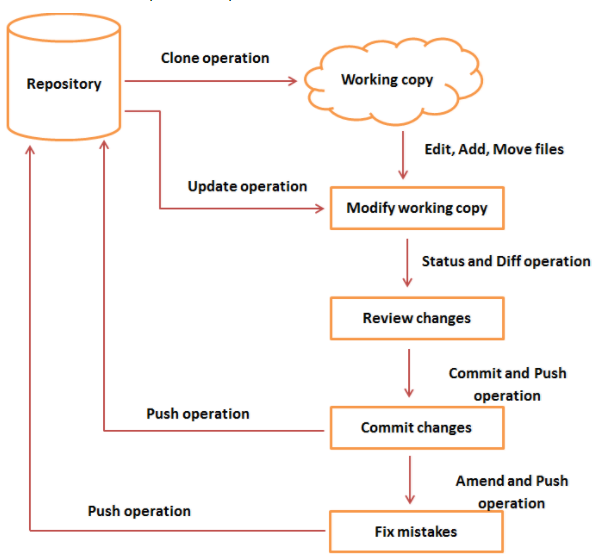 Clone operation
Repository
Working copy
Edit, Add, Move files
Update operation
Modify working copy
Status and Diff operation
Review changes
Commit and Push
operation
Push operation
Commit changes
Amend and Push
operation
Push operation
Fix mistakes